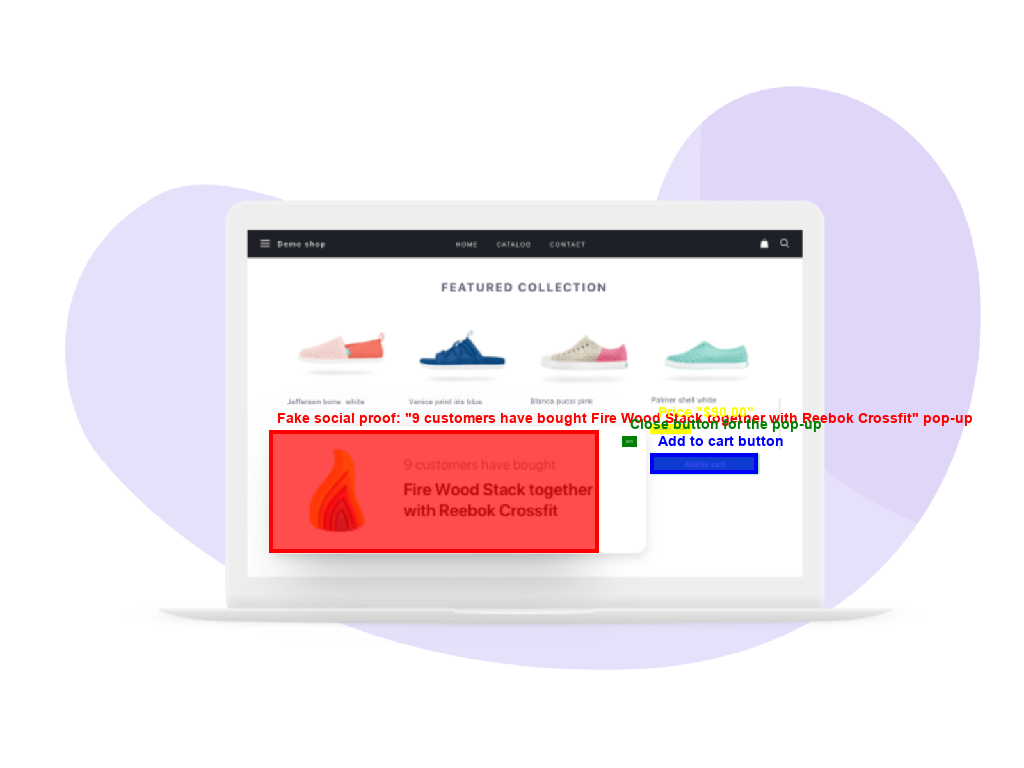 Demo shop
HOME CATALOG CONTACT
FEATURED COLLECTION
Jefferson bone white
Venice print iris blue
Blanca pucci pink
Palmer shell white
Price "$90.00"
Fake social proof: "9 customers have bought Fire Wood Stack together with Reebok Crossfit" pop-up
Close button for the pop-up
Add to cart button
Add to cart
9 customers have bought
Fire Wood Stack together
with Reebok Crossfit